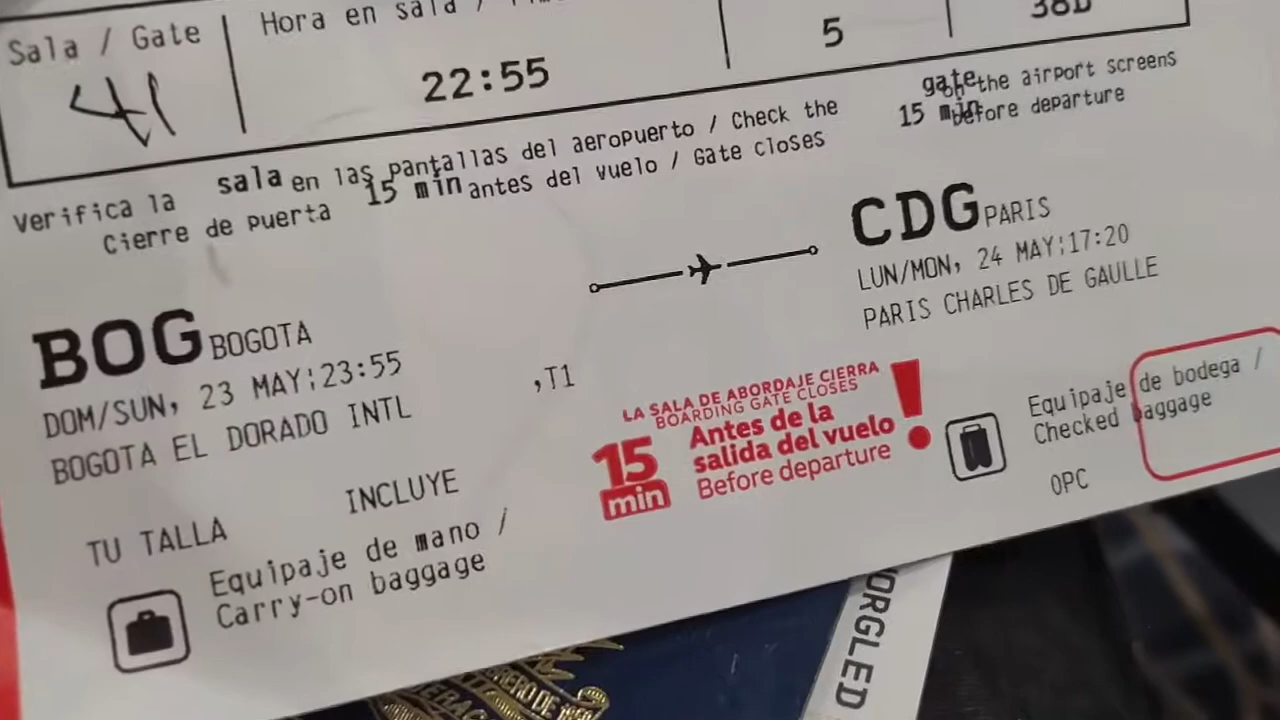 Sala / Gate
Hora en sala /
41
22:55
5
38D
Verifica la sala en las pantallas del aeropuerto / Check the gate on the airport screens
Cierre de puerta 15 min antes del vuelo / Gate closes 15 min before departure
BOG BOGOTA
DOM/SUN, 23 MAY|23:55
BOGOTA EL DORADO INTL
,T1
CDG PARIS
LUN/MON, 24 MAY|17:20
PARIS CHARLES DE GAULLE
LA SALA DE ABORDAJE CIERRA
BOARDING GATE CLOSES
15 min
Antes de la
salida del vuelo
Before departure
!
TU TALLA INCLUYE
Equipaje de mano /
Carry-on baggage
Equipaje de bodega /
Checked baggage
OPC